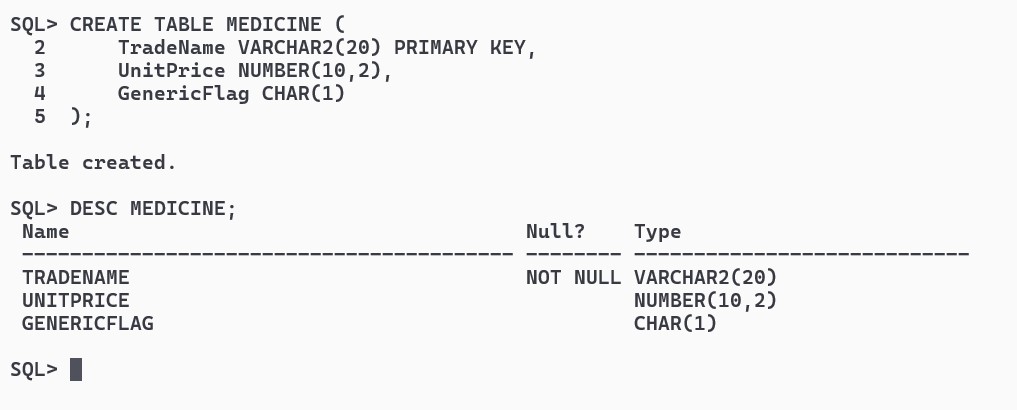 SQL> CREATE TABLE MEDICINE (
  2      TradeName VARCHAR2(20) PRIMARY KEY,
  3      UnitPrice NUMBER(10,2),
  4      GenericFlag CHAR(1)
  5  );
Table created.
SQL> DESC MEDICINE;
 Name                                      Null?    Type
 ----------------------------------------- -------- ----------------------------
 TRADENAME                                 NOT NULL VARCHAR2(20)
 UNITPRICE                                          NUMBER(10,2)
 GENERICFLAG                                        CHAR(1)
SQL>